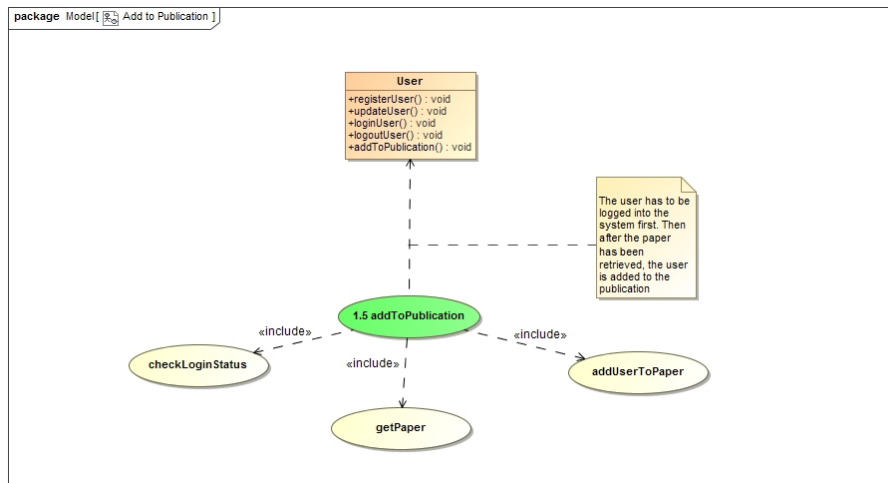 package Model[ Add to Publication ]
User
+registerUser() : void
+updateUser() : void
+loginUser() : void
+logoutUser() : void
+addToPublication() : void
The user has to be
logged into the
system first. Then
after the paper
has been
retrieved, the user
is added to the
publication
1.5 addToPublication
«include»
«include»
«include»
checkLoginStatus
addUserToPaper
getPaper